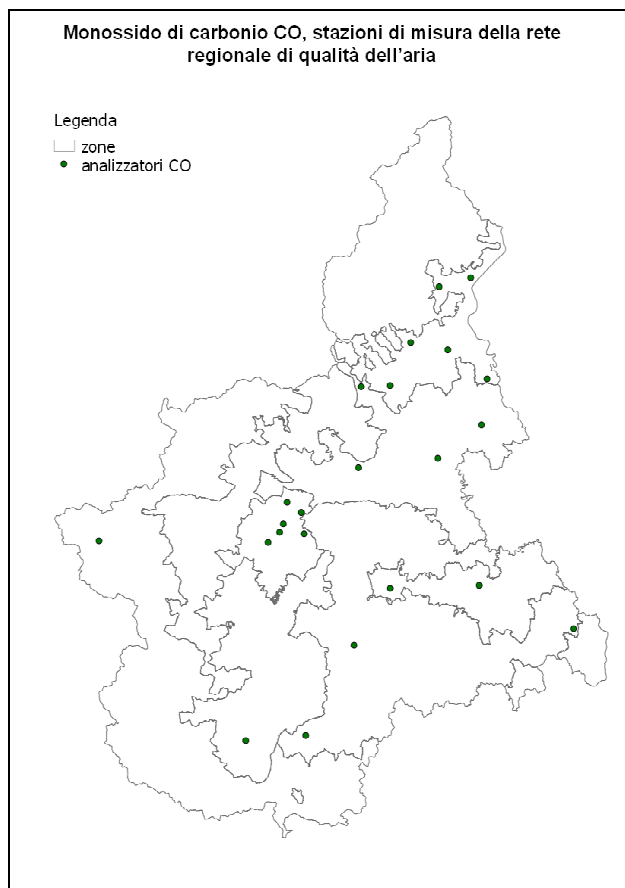 Monossido di carbonio CO, stazioni di misura della rete
regionale di qualità dell'aria
Legenda
zone
analizzatori CO